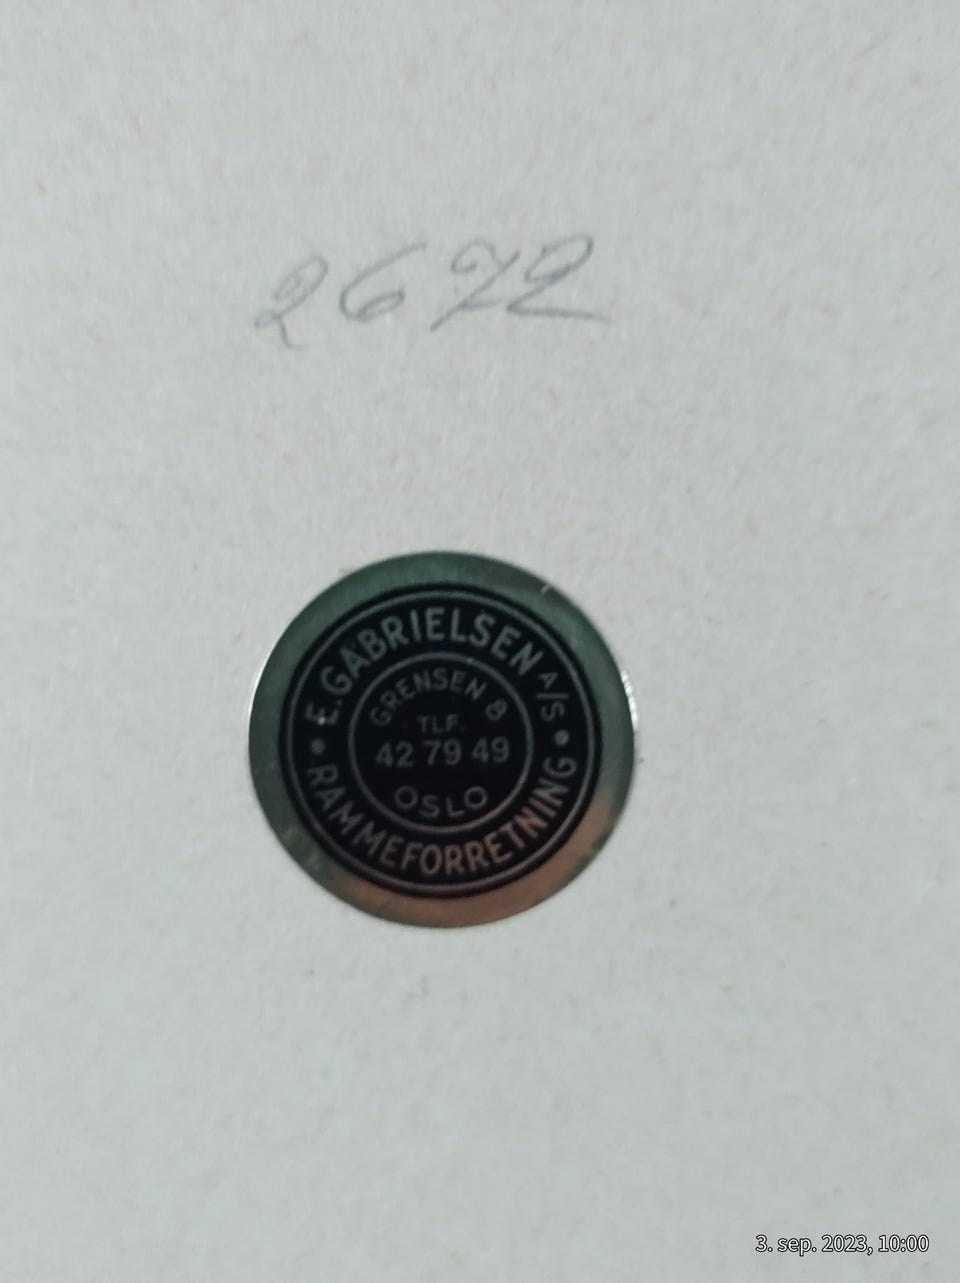 2672
E. GABRIELSEN A/S
GRENSEN 8
TLF.
42 79 49
OSLO
RAMMEFORRETNING
3. sep. 2023, 10:00